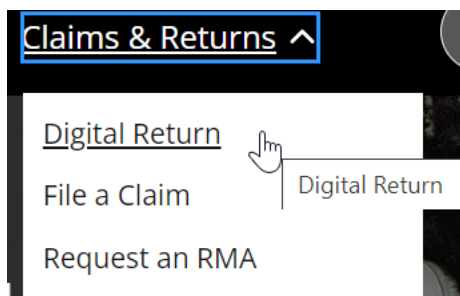 Claims & Returns
Digital Return
Digital Return
File a Claim
Request an RMA